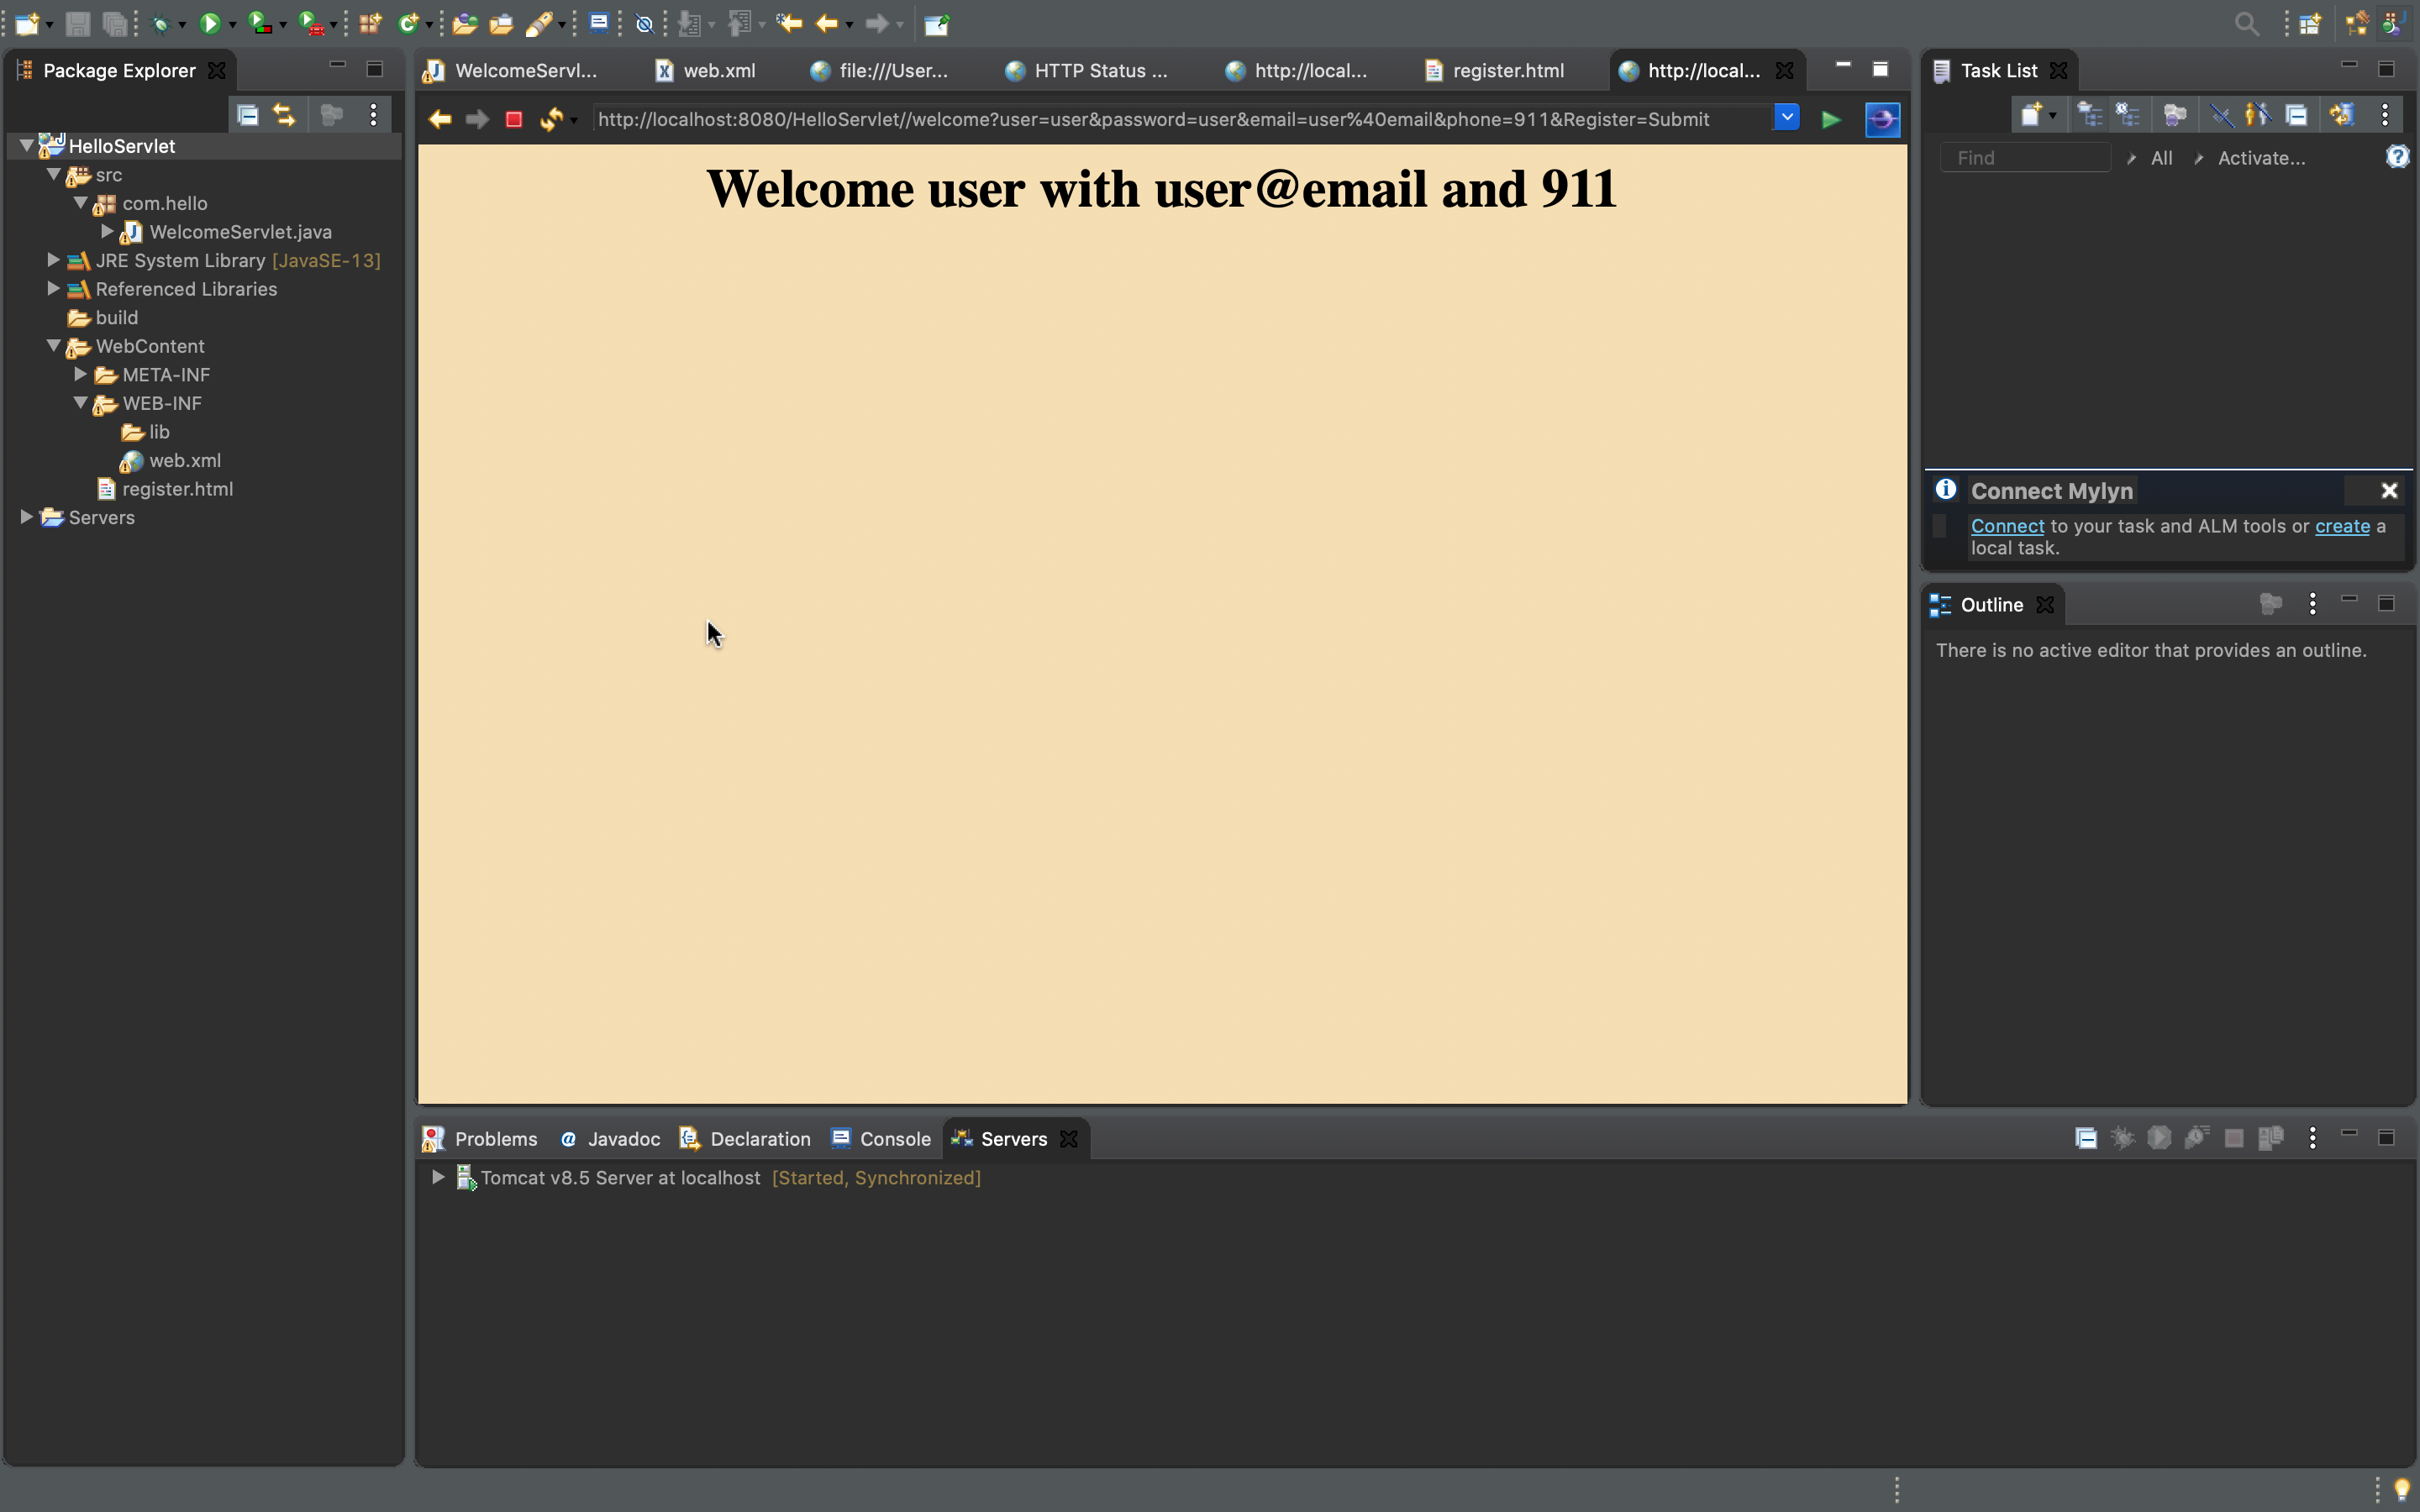 Package Explorer
HelloServlet
src
com.hello
WelcomeServlet.java
JRE System Library [JavaSE-13]
Referenced Libraries
build
WebContent
META-INF
WEB-INF
lib
web.xml
register.html
Servers
WelcomeServl...
web.xml
file:///User...
HTTP Status ...
http://local...
register.html
http://local...
http://localhost:8080/HelloServlet//welcome?user=user&password=user&email=user%40email&phone=911&Register=Submit
Welcome user with user@email and 911
Task List
Find
All
Activate...
Connect Mylyn
Connect to your task and ALM tools or create a
local task.
Outline
There is no active editor that provides an outline.
Problems
@ Javadoc
Declaration
Console
Servers
Tomcat v8.5 Server at localhost [Started, Synchronized]